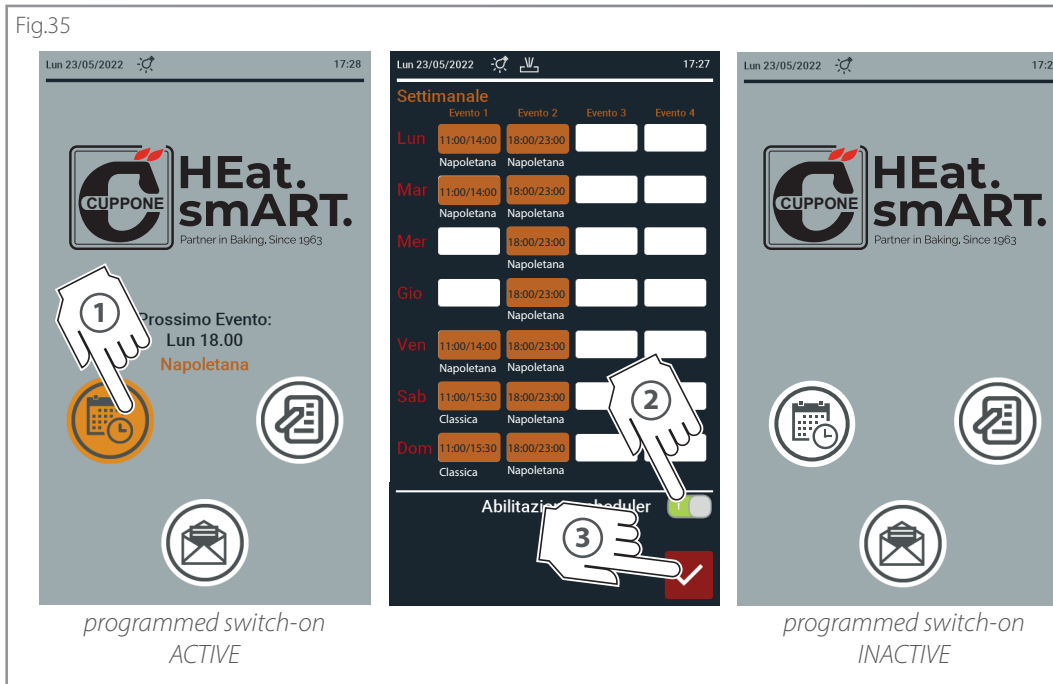 Fig.35
Lun 23/05/2022 17:28
C
CUPPONE
HEat.
smART.
Partner in Baking, Since 1963
1
Prossimo Evento:
Lun 18.00
Napoletana
programmed switch-on
ACTIVE
Lun 23/05/2022 17:27
Settimanale
Evento 1 Evento 2 Evento 3 Evento 4
Lun 11:00/14:00 18:00/23:00
Napoletana Napoletana
Mar 11:00/14:00 18:00/23:00
Napoletana Napoletana
Mer 18:00/23:00
Napoletana
Gio 18:00/23:00
Napoletana
Ven 11:00/14:00 18:00/23:00
Napoletana Napoletana
Sab 11:00/15:30 18:00/23:00
Classica Napoletana
2
Dom 11:00/15:30 18:00/23:00
Classica Napoletana
I
3
Lun 23/05/2022
C
CUPPONE
HEat.
smART.
Partner in Baking, Since 1963
programmed switch-on
INACTIVE